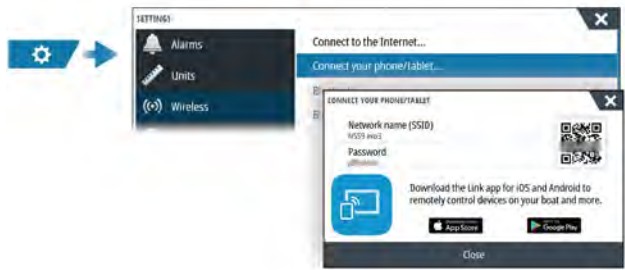 SETTINGS
Alarms
Units
Wireless
Connect to the Internet...
Connect your phone/tablet...
B
B
CONNECT YOUR PHONE/TABLET
Network name (SSID)
Password
Download the Link app for iOS and Android to
remotely control devices on your boat and more.
App Store
Google Play
Close